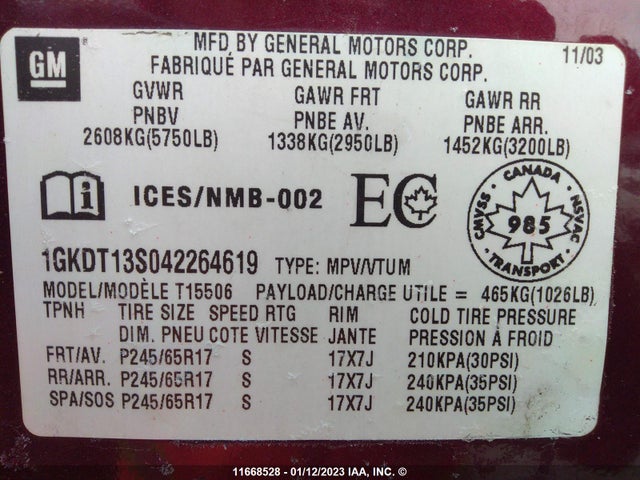 GM
MFD BY GENERAL MOTORS CORP.
11/03
FABRIQUÉ PAR GENERAL MOTORS CORP.
GVWR GAWR FRT GAWR RR
PNBV PNBE AV. PNBE ARR.
2608KG(5750LB) 1338KG(2950LB) 1452KG(3200LB)
i ICES/NMB-002 EC
CANADA
CMVSS NSVAC
985
TRANSPORT
1GKDT13S042264619 TYPE: MPV/VTUM
MODEL/MODÈLE T15506 PAYLOAD/CHARGE UTILE = 465KG(1026LB)
TPNH TIRE SIZE SPEED RTG RIM COLD TIRE PRESSURE
DIM. PNEU COTE VITESSE JANTE PRESSION À FROID
FRT/AV. P245/65R17 S 17X7J 210KPA(30PSI)
RR/ARR. P245/65R17 S 17X7J 240KPA(35PSI)
SPA/SOS P245/65R17 S 17X7J 240KPA(35PSI)
11668528 - 01/12/2023 IAA, INC. ©